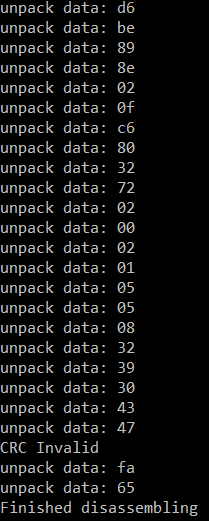 unpack data: d6
unpack data: be
unpack data: 89
unpack data: 8e
unpack data: 02
unpack data: 0f
unpack data: c6
unpack data: 80
unpack data: 32
unpack data: 72
unpack data: 02
unpack data: 00
unpack data: 02
unpack data: 01
unpack data: 05
unpack data: 05
unpack data: 08
unpack data: 32
unpack data: 39
unpack data: 30
unpack data: 43
unpack data: 47
CRC Invalid
unpack data: fa
unpack data: 65
Finished disassembling